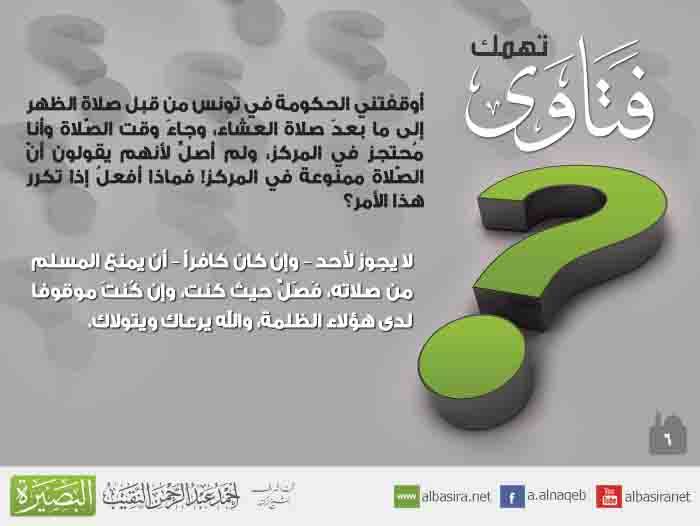 تهمك
فتاوى
أوقفتني الحكومة في تونس من قبل صلاة الظهر
إلى ما بعدَ صلاة العشاء، وجاءَ وقت الصّلاة وأنا
مُحتجز في المركز، ولم أصلِّ لأنهم يقولون أنّ
الصّلاة ممنوعة في المركز! فماذا أفعلُ إذا تكرر
هذا الأمر؟
لا يجوز لأحد – وإن كان كافراً – أن يمنع المسلم
من صلاته، فصَلِّ حيث كنت، وإن كُنتَ موقوفا
لدى هؤلاء الظلمة، والله يرعاك ويتولاك.
٦
البصيرة
أحمد عبد الرحمن النقيب
albasira.net
a.alnaqeb
You Tube
albasiranet